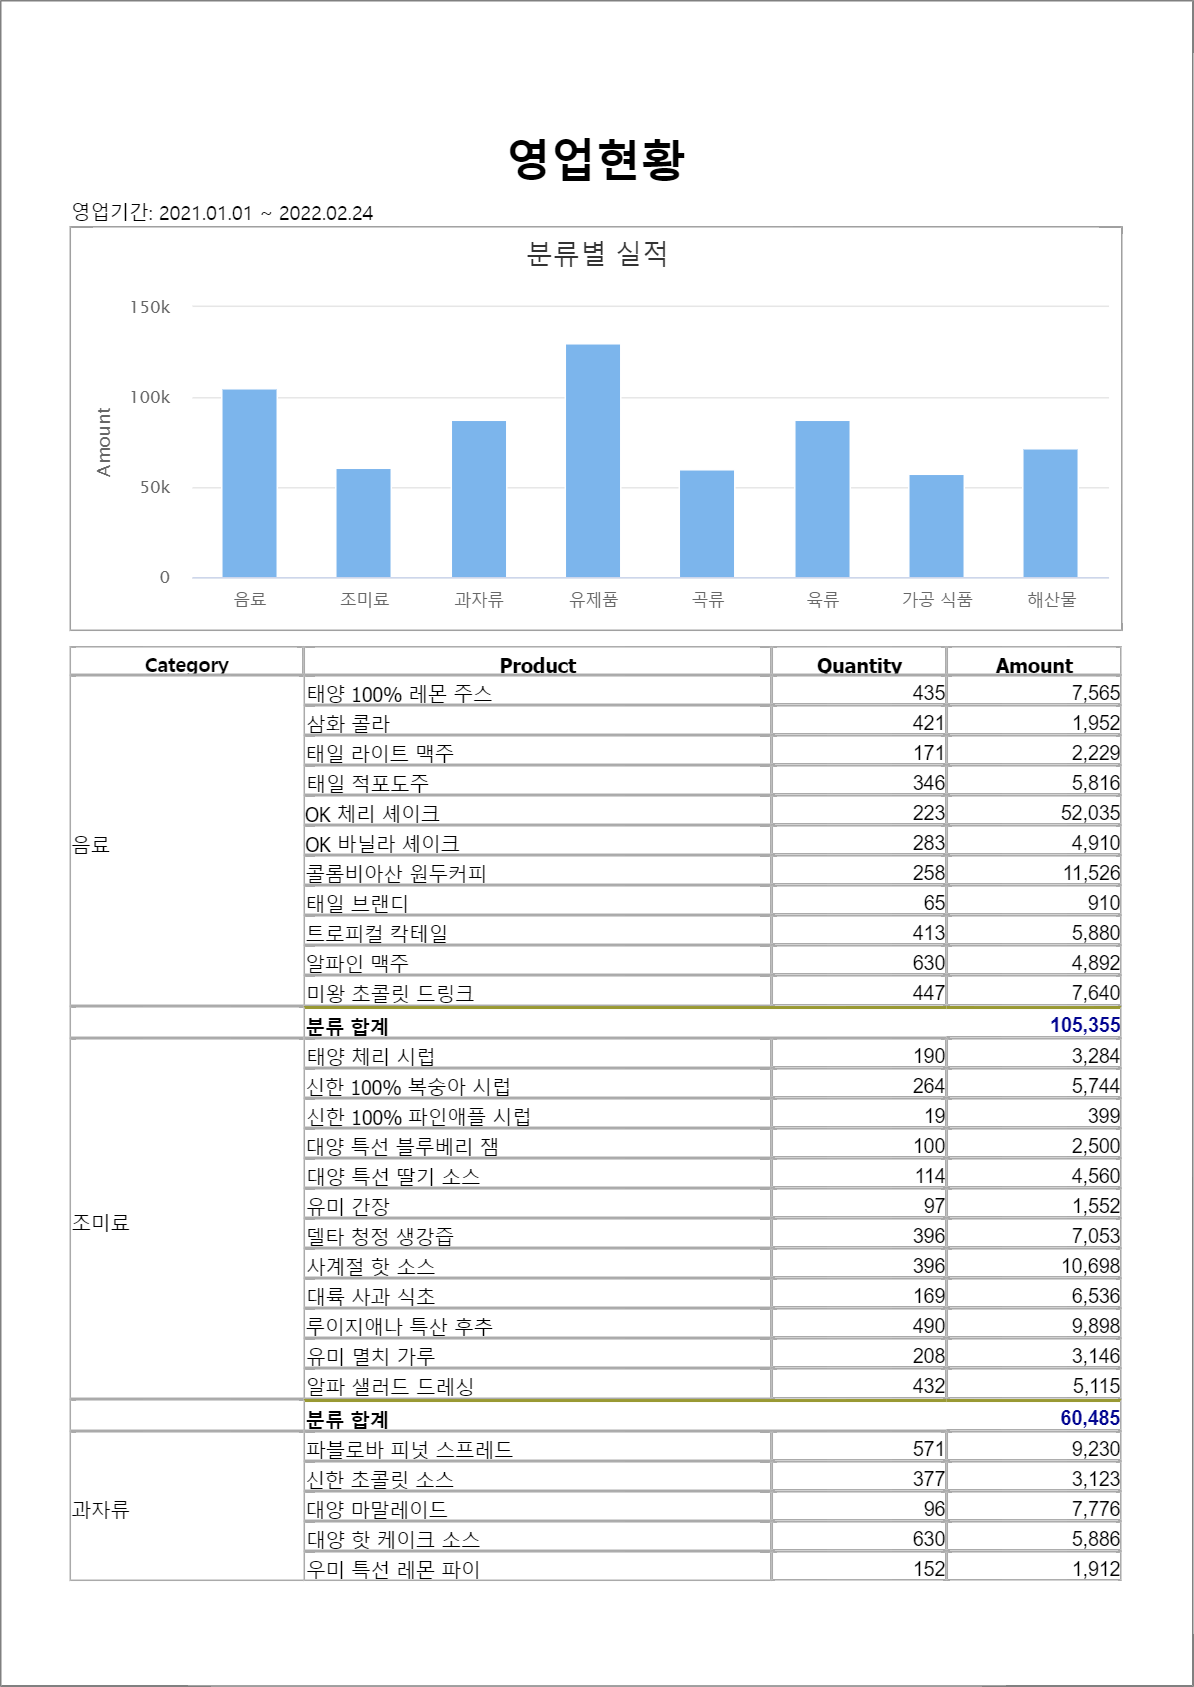 영업현황
영업기간: 2021.01.01 ~ 2022.02.24
분류별 실적
150k
100k
50k
0
Amount
음료 조미료 과자류 유제품 곡류 육류 가공 식품 해산물
Category Product Quantity Amount
태양 100% 레몬 주스 435 7,565
삼화 콜라 421 1,952
태일 라이트 맥주 171 2,229
태일 적포도주 346 5,816
OK 체리 셰이크 223 52,035
음료 OK 바닐라 셰이크 283 4,910
콜롬비아산 원두커피 258 11,526
태일 브랜디 65 910
트로피컬 칵테일 413 5,880
알파인 맥주 630 4,892
미왕 초콜릿 드링크 447 7,640
분류 합계 105,355
태양 체리 시럽 190 3,284
신한 100% 복숭아 시럽 264 5,744
신한 100% 파인애플 시럽 19 399
대양 특선 블루베리 잼 100 2,500
대양 특선 딸기 소스 114 4,560
유미 간장 97 1,552
조미료 델타 청정 생강즙 396 7,053
사계절 핫 소스 396 10,698
대륙 사과 식초 169 6,536
루이지애나 특산 후추 490 9,898
유미 멸치 가루 208 3,146
알파 샐러드 드레싱 432 5,115
분류 합계 60,485
파블로바 피넛 스프레드 571 9,230
신한 초콜릿 소스 377 3,123
과자류 대양 마말레이드 96 7,776
대양 핫 케이크 소스 630 5,886
우미 특선 레몬 파이 152 1,912